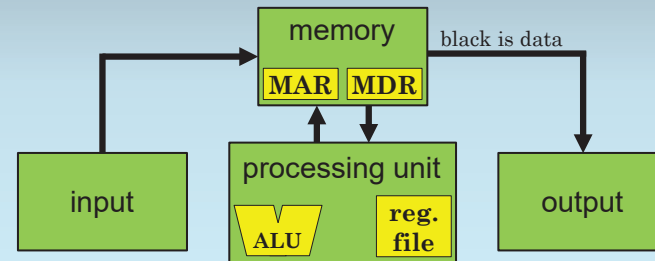 memory
black is data
MAR MDR
processing unit
input
output
ALU
reg.
file